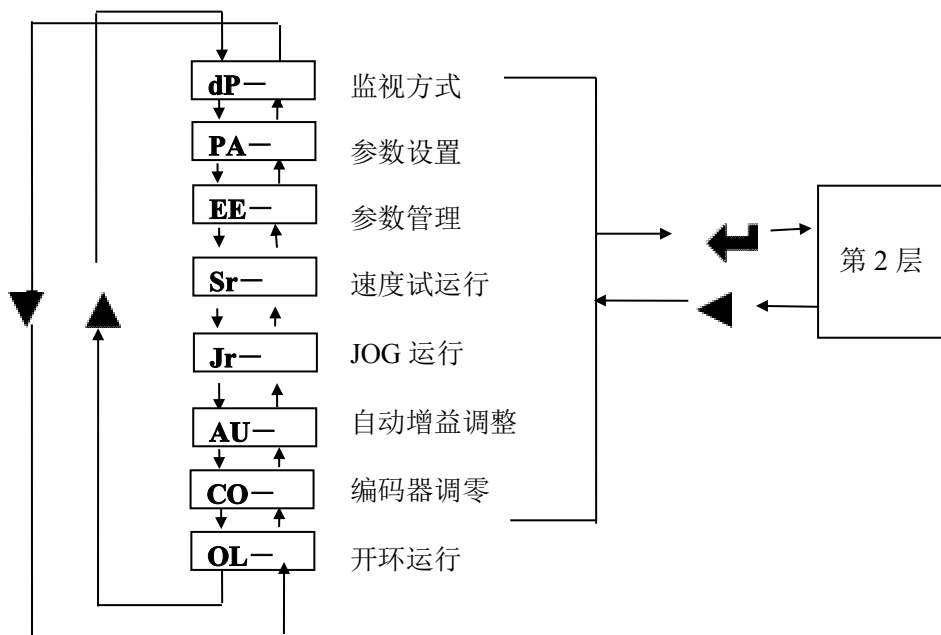 dP－ 监视方式
PA－ 参数设置
EE－ 参数管理
Sr－ 速度试运行
Jr－ JOG 运行
AU－ 自动增益调整
CO－ 编码器调零
OL－ 开环运行
第 2 层